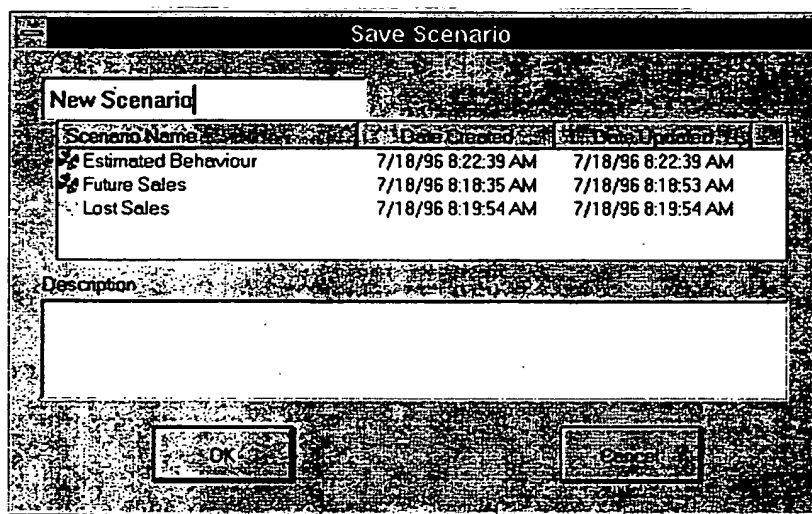 Save Scenario
New Scenario
Scenario Name Date Created Date Updated
Estimated Behaviour 7/18/96 8:22:39 AM 7/18/96 8:22:39 AM
Future Sales 7/18/96 8:18:35 AM 7/18/96 8:18:53 AM
Lost Sales 7/18/96 8:19:54 AM 7/18/96 8:19:54 AM
Description
OK Cancel